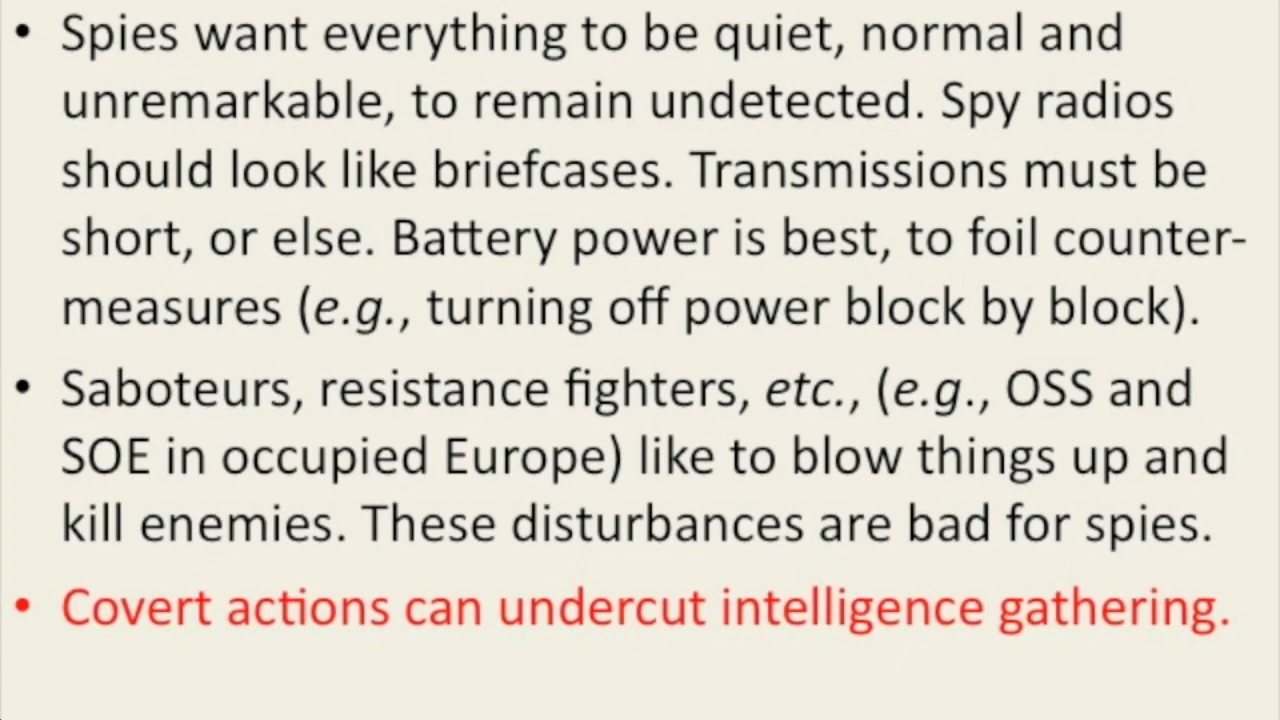 • Spies want everything to be quiet, normal and
unremarkable, to remain undetected. Spy radios
should look like briefcases. Transmissions must be
short, or else. Battery power is best, to foil counter-
measures (e.g., turning off power block by block).
• Saboteurs, resistance fighters, etc., (e.g., OSS and
SOE in occupied Europe) like to blow things up and
kill enemies. These disturbances are bad for spies.
• Covert actions can undercut intelligence gathering.